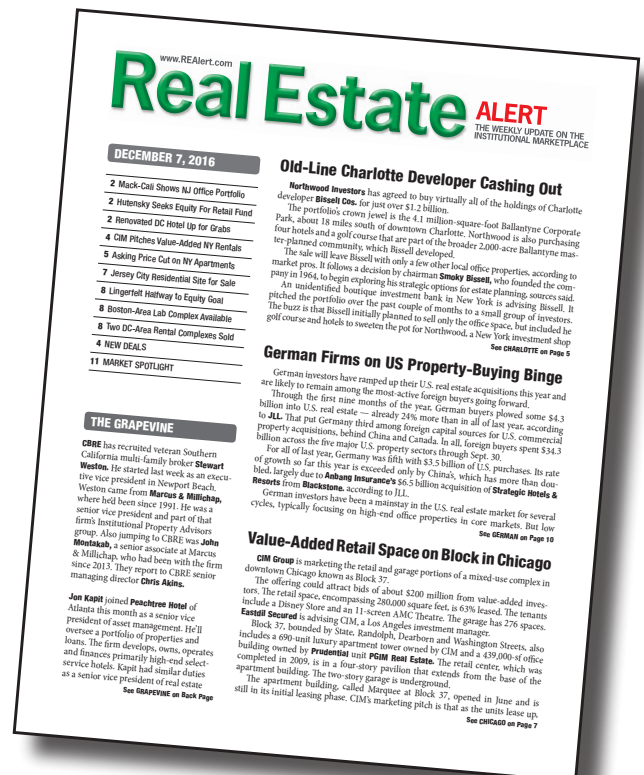 www.REAlert.com
Real Estate
ALERT
THE WEEKLY UPDATE ON THE
INSTITUTIONAL MARKETPLACE
DECEMBER 7, 2016
2 Mack-Cali Shows NJ Office Portfolio
2 Hutensky Seeks Equity For Retail Fund
2 Renovated DC Hotel Up for Grabs
4 CIM Pitches Value-Added NY Rentals
5 Asking Price Cut on NY Apartments
7 Jersey City Residential Site for Sale
8 Lingerfelt Halfway to Equity Goal
8 Boston-Area Lab Complex Available
8 Two DC-Area Rental Complexes Sold
4 NEW DEALS
11 MARKET SPOTLIGHT
THE GRAPEVINE
CBRE has recruited veteran Southern
California multi-family broker Stewart
Weston. He started last week as an execu-
tive vice president in Newport Beach.
Weston came from Marcus & Millichap,
where he'd been since 1991. He was a
senior vice president and part of that
firm's Institutional Property Advisors
group. Also jumping to CBRE was John
Montakab, a senior associate at Marcus
& Millichap, who had been with the firm
since 2013. They report to CBRE senior
managing director Chris Akins.
Jon Kapit joined Peachtree Hotel of
Atlanta this month as a senior vice
president of asset management. He'll
oversee a portfolio of properties and
loans. The firm develops, owns, operates
and finances primarily high-end select-
service hotels. Kapit had similar duties
as a senior vice president of real estate
See GRAPEVINE on Back Page
Old-Line Charlotte Developer Cashing Out
Northwood Investors has agreed to buy virtually all of the holdings of Charlotte
developer Bissell Cos. for just over $1.2 billion.
The portfolio's crown jewel is the 4.1 million-square-foot Ballantyne Corporate
Park, about 18 miles south of downtown Charlotte. Northwood is also purchasing
four hotels and a golf course that are part of the broader 2,000-acre Ballantyne mas-
ter-planned community, which Bissell developed.
The sale will leave Bissell with only a few other local office properties, according to
market pros. It follows a decision by chairman Smoky Bissell, who founded the com-
pany in 1964, to begin exploring his strategic options for estate planning, sources said.
An unidentified boutique investment bank in New York is advising Bissell. It
pitched the portfolio over the past couple of months to a small group of investors.
The buzz is that Bissell initially planned to sell only the office space, but included he
golf course and hotels to sweeten the pot for Northwood, a New York investment shop
See CHARLOTTE on Page 5
German Firms on US Property-Buying Binge
German investors have ramped up their U.S. real estate acquisitions this year and
are likely to remain among the most-active foreign buyers going forward.
Through the first nine months of the year, German buyers plowed some $4.3
billion into U.S. real estate — already 24% more than in all of last year, according
to JLL. That put Germany third among foreign capital sources for U.S. commercial
property acquisitions, behind China and Canada. In all, foreign buyers spent $34.3
billion across the five major U.S. property sectors through Sept. 30.
For all of last year, Germany was fifth with $3.5 billion of U.S. purchases. Its rate
of growth so far this year is exceeded only by China's, which has more than dou-
bled, largely due to Anbang Insurance's $6.5 billion acquisition of Strategic Hotels &
Resorts from Blackstone, according to JLL.
German investors have been a mainstay in the U.S. real estate market for several
cycles, typically focusing on high-end office properties in core markets. But low
See GERMAN on Page 10
Value-Added Retail Space on Block in Chicago
CIM Group is marketing the retail and garage portions of a mixed-use complex in
downtown Chicago known as Block 37.
The offering could attract bids of about $200 million from value-added inves-
tors. The retail space, encompassing 280,000 square feet, is 63% leased. The tenants
include a Disney Store and an 11-screen AMC Theatre. The garage has 276 spaces.
Eastdil Secured is advising CIM, a Los Angeles investment manager.
Block 37, bounded by State, Randolph, Dearborn and Washington Streets, also
includes a 690-unit luxury apartment tower owned by CIM and a 439,000-sf office
building owned by Prudential unit PGIM Real Estate. The retail center, which was
completed in 2009, is in a four-story pavilion that extends from the base of the
apartment building. The two-story garage is underground.
The apartment building, called Marquee at Block 37, opened in June and is
still in its initial leasing phase. CIM's marketing pitch is that as the units lease up,
See CHICAGO on Page 7